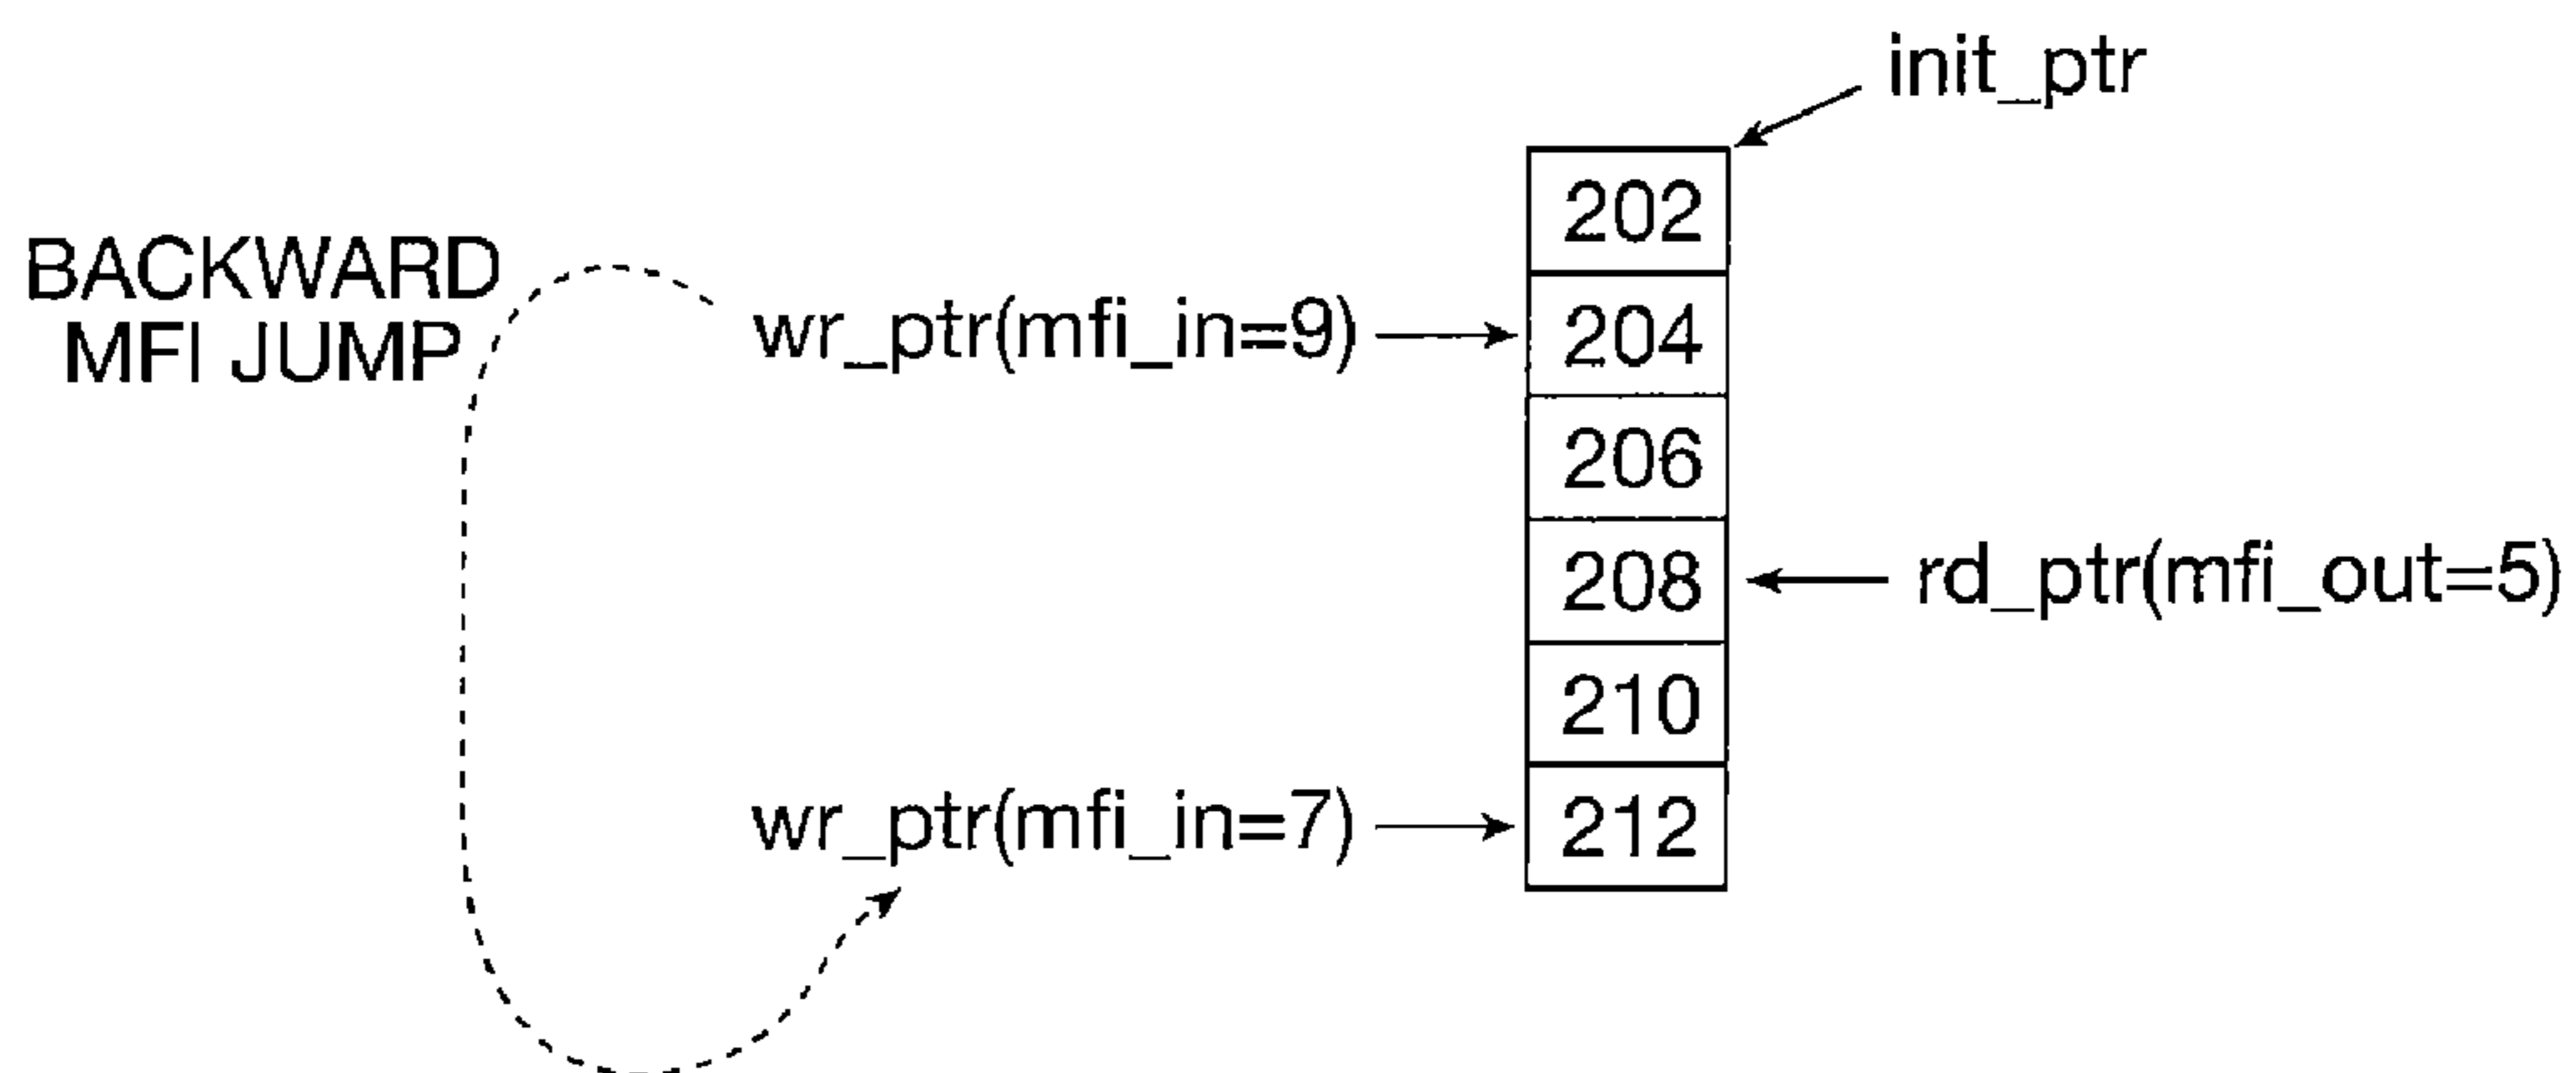 init_ptr
202
BACKWARD
MFI JUMP
wr_ptr(mfi_in=9)
204
206
208
rd_ptr(mfi_out=5)
210
wr_ptr(mfi_in=7)
212